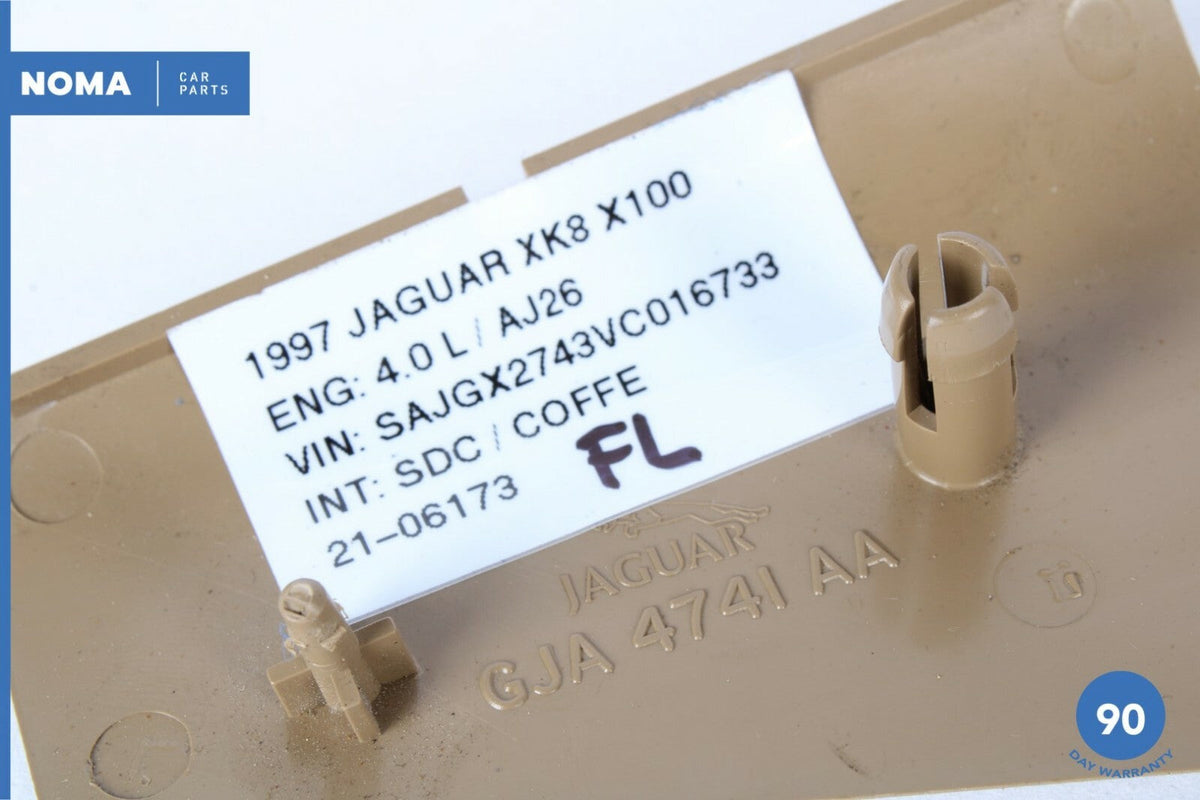 NOMA
CAR
PARTS
1997 JAGUAR XK8 X100
ENG: 4.0 L / AJ26
VIN: SAJGX2743VC016733
INT: SDC / COFFE
21-06173
FL
JAGUAR
GJA 4741 AA
90
DAY WARRANTY